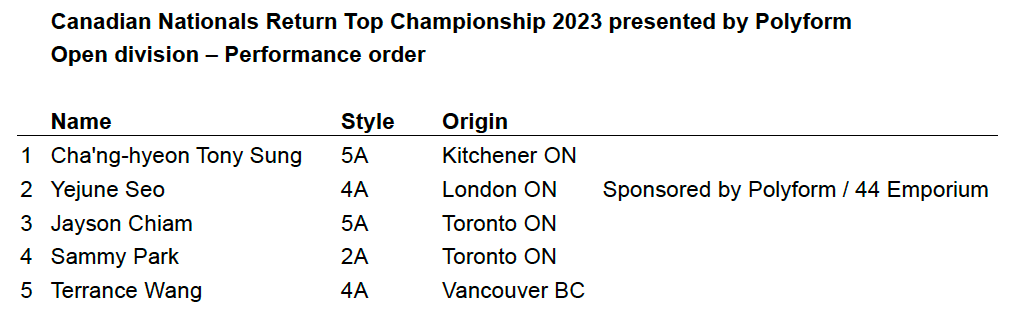 Canadian Nationals Return Top Championship 2023 presented by Polyform
Open division – Performance order
Name Style Origin
1 Cha'ng-hyeon Tony Sung 5A Kitchener ON
2 Yejune Seo 4A London ON Sponsored by Polyform / 44 Emporium
3 Jayson Chiam 5A Toronto ON
4 Sammy Park 2A Toronto ON
5 Terrance Wang 4A Vancouver BC